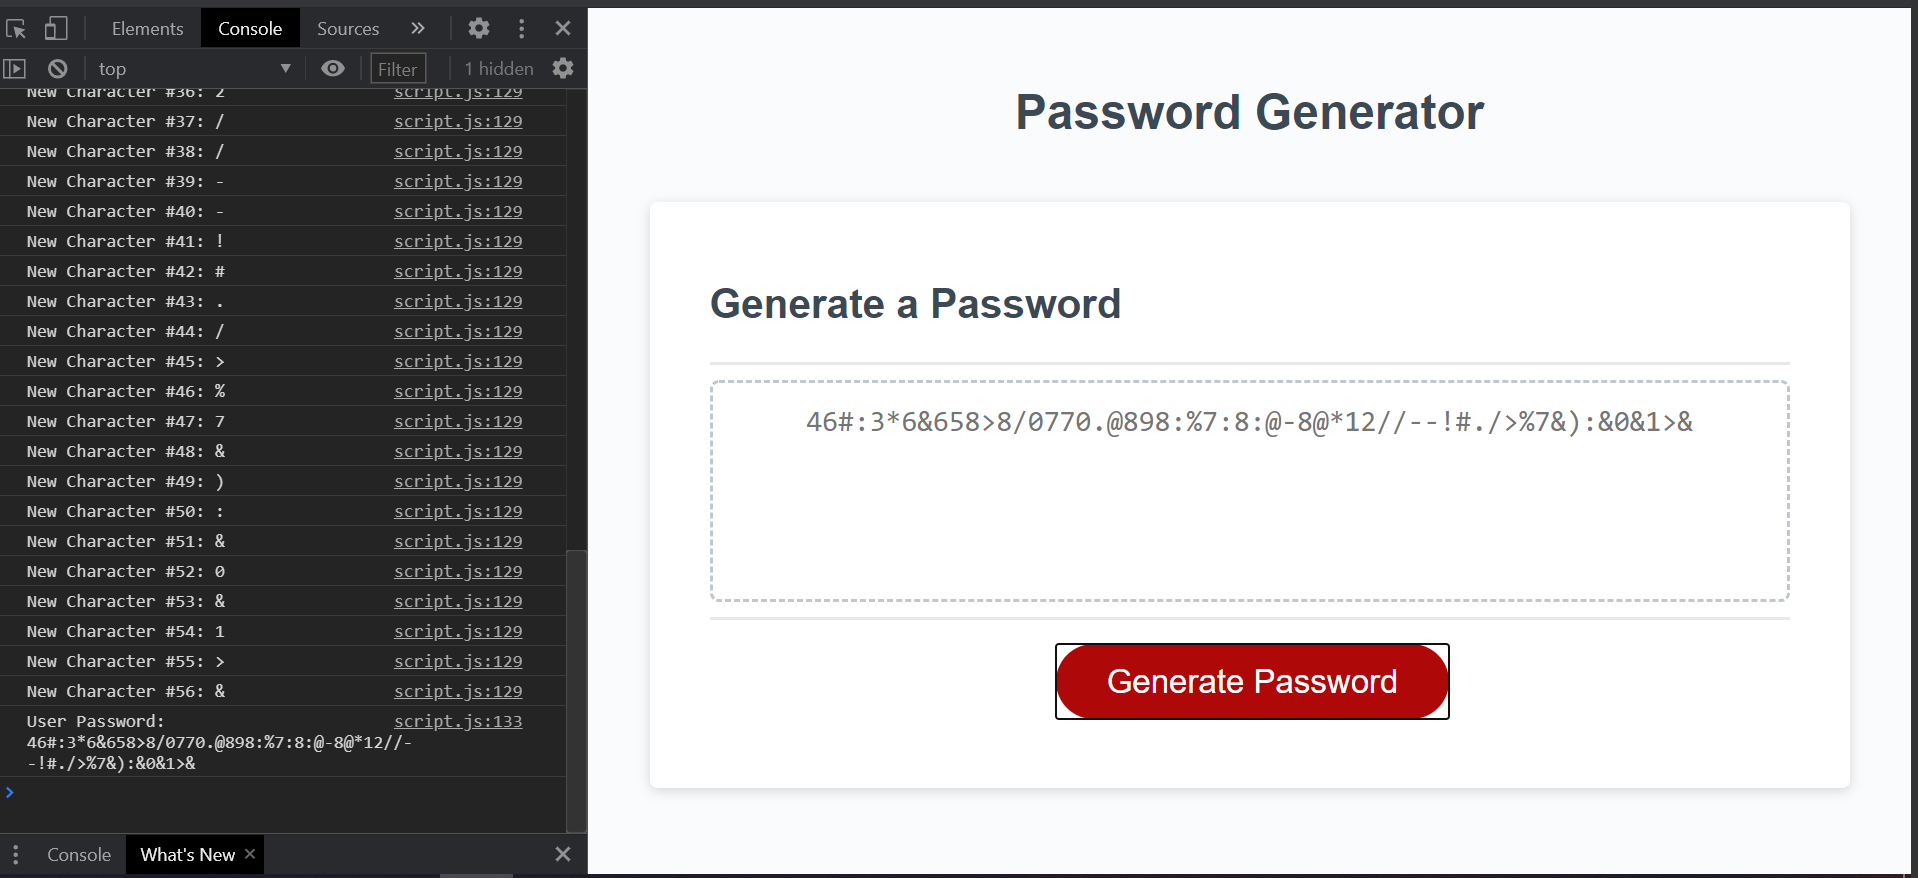 Elements Console Sources »
top Filter 1 hidden
New Character #36: 2 script.js:129
New Character #37: / script.js:129
New Character #38: / script.js:129
New Character #39: - script.js:129
New Character #40: - script.js:129
New Character #41: ! script.js:129
New Character #42: # script.js:129
New Character #43: . script.js:129
New Character #44: / script.js:129
New Character #45: > script.js:129
New Character #46: % script.js:129
New Character #47: 7 script.js:129
New Character #48: & script.js:129
New Character #49: ) script.js:129
New Character #50: : script.js:129
New Character #51: & script.js:129
New Character #52: 0 script.js:129
New Character #53: & script.js:129
New Character #54: 1 script.js:129
New Character #55: > script.js:129
New Character #56: & script.js:129
User Password: script.js:133
46#:3*6&658>8/0770.@898:%7:8:@-8@*12//-
-!#./>%7&):&0&1>&
Console What's New
Password Generator
Generate a Password
46#:3*6&658>8/0770.@898:%7:8:@-8@*12//--!#./>%7&):&0&1>&
Generate Password